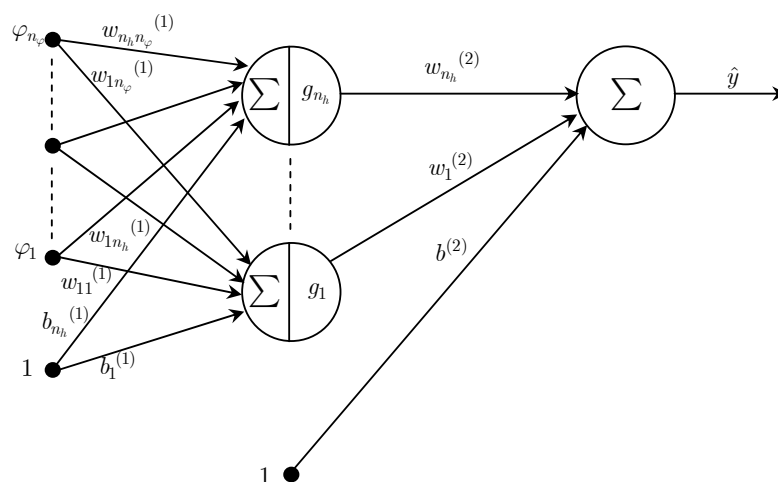 φ_{n_φ}
w_{n_h n_φ}^{(1)}
w_{1n_φ}^{(1)}
Σ
g_{n_h}
w_{n_h}^{(2)}
Σ
ŷ
w_1^{(2)}
φ_1
w_{1n_h}^{(1)}
b^{(2)}
w_{11}^{(1)}
Σ
g_1
b_{n_h}^{(1)}
1
b_1^{(1)}
1